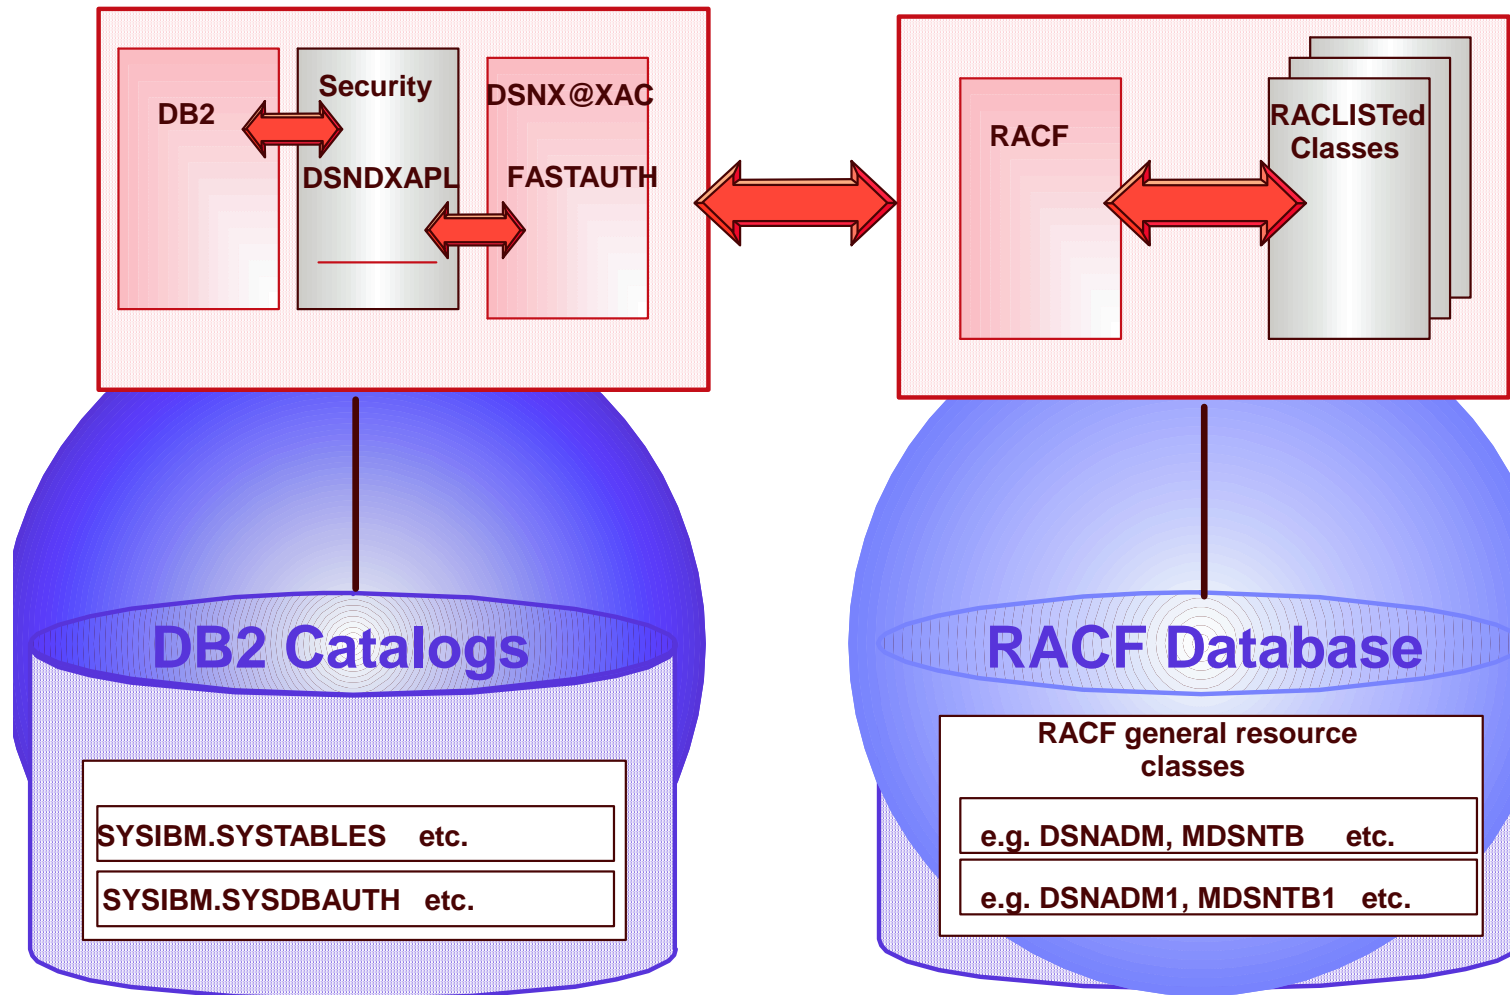 DB2
Security
DSNDXAPL
DSNX@XAC
FASTAUTH
RACF
RACLISTed
Classes
DB2 Catalogs
SYSIBM.SYSTABLES etc.
SYSIBM.SYSDBAUTH etc.
RACF Database
RACF general resource
classes
e.g. DSNADM, MDSNTB etc.
e.g. DSNADM1, MDSNTB1 etc.